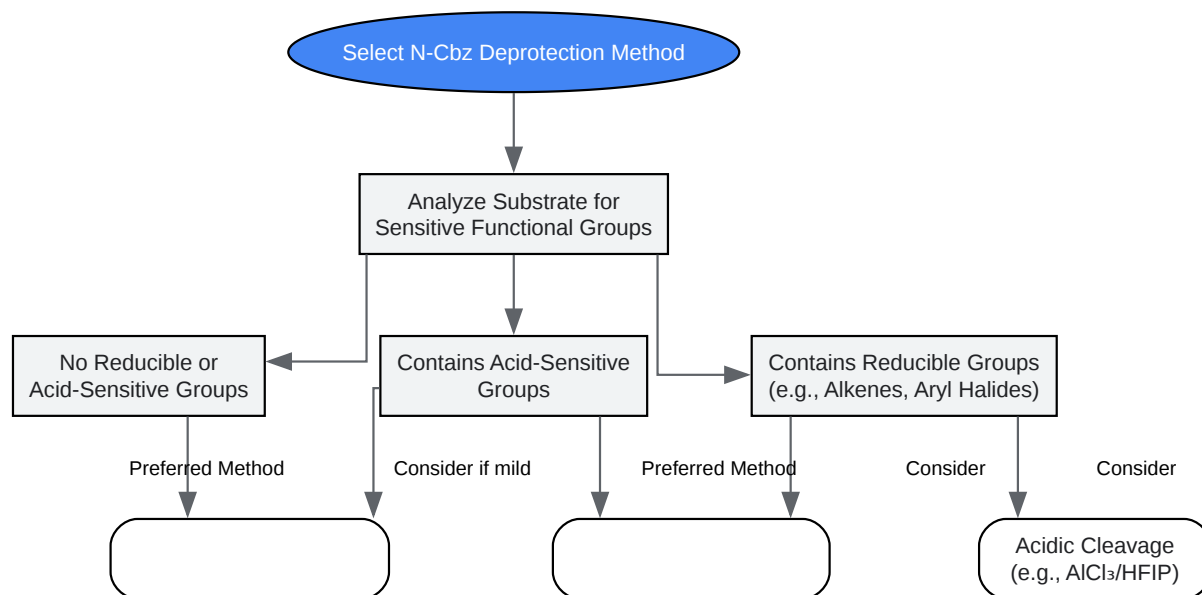 Select N-Cbz Deprotection Method
Analyze Substrate for
Sensitive Functional Groups
No Reducible or
Acid-Sensitive Groups
Contains Acid-Sensitive
Groups
Contains Reducible Groups
(e.g., Alkenes, Aryl Halides)
Preferred Method
Consider if mild
Preferred Method
Consider
Consider
Acidic Cleavage
(e.g., AlCl₃/HFIP)